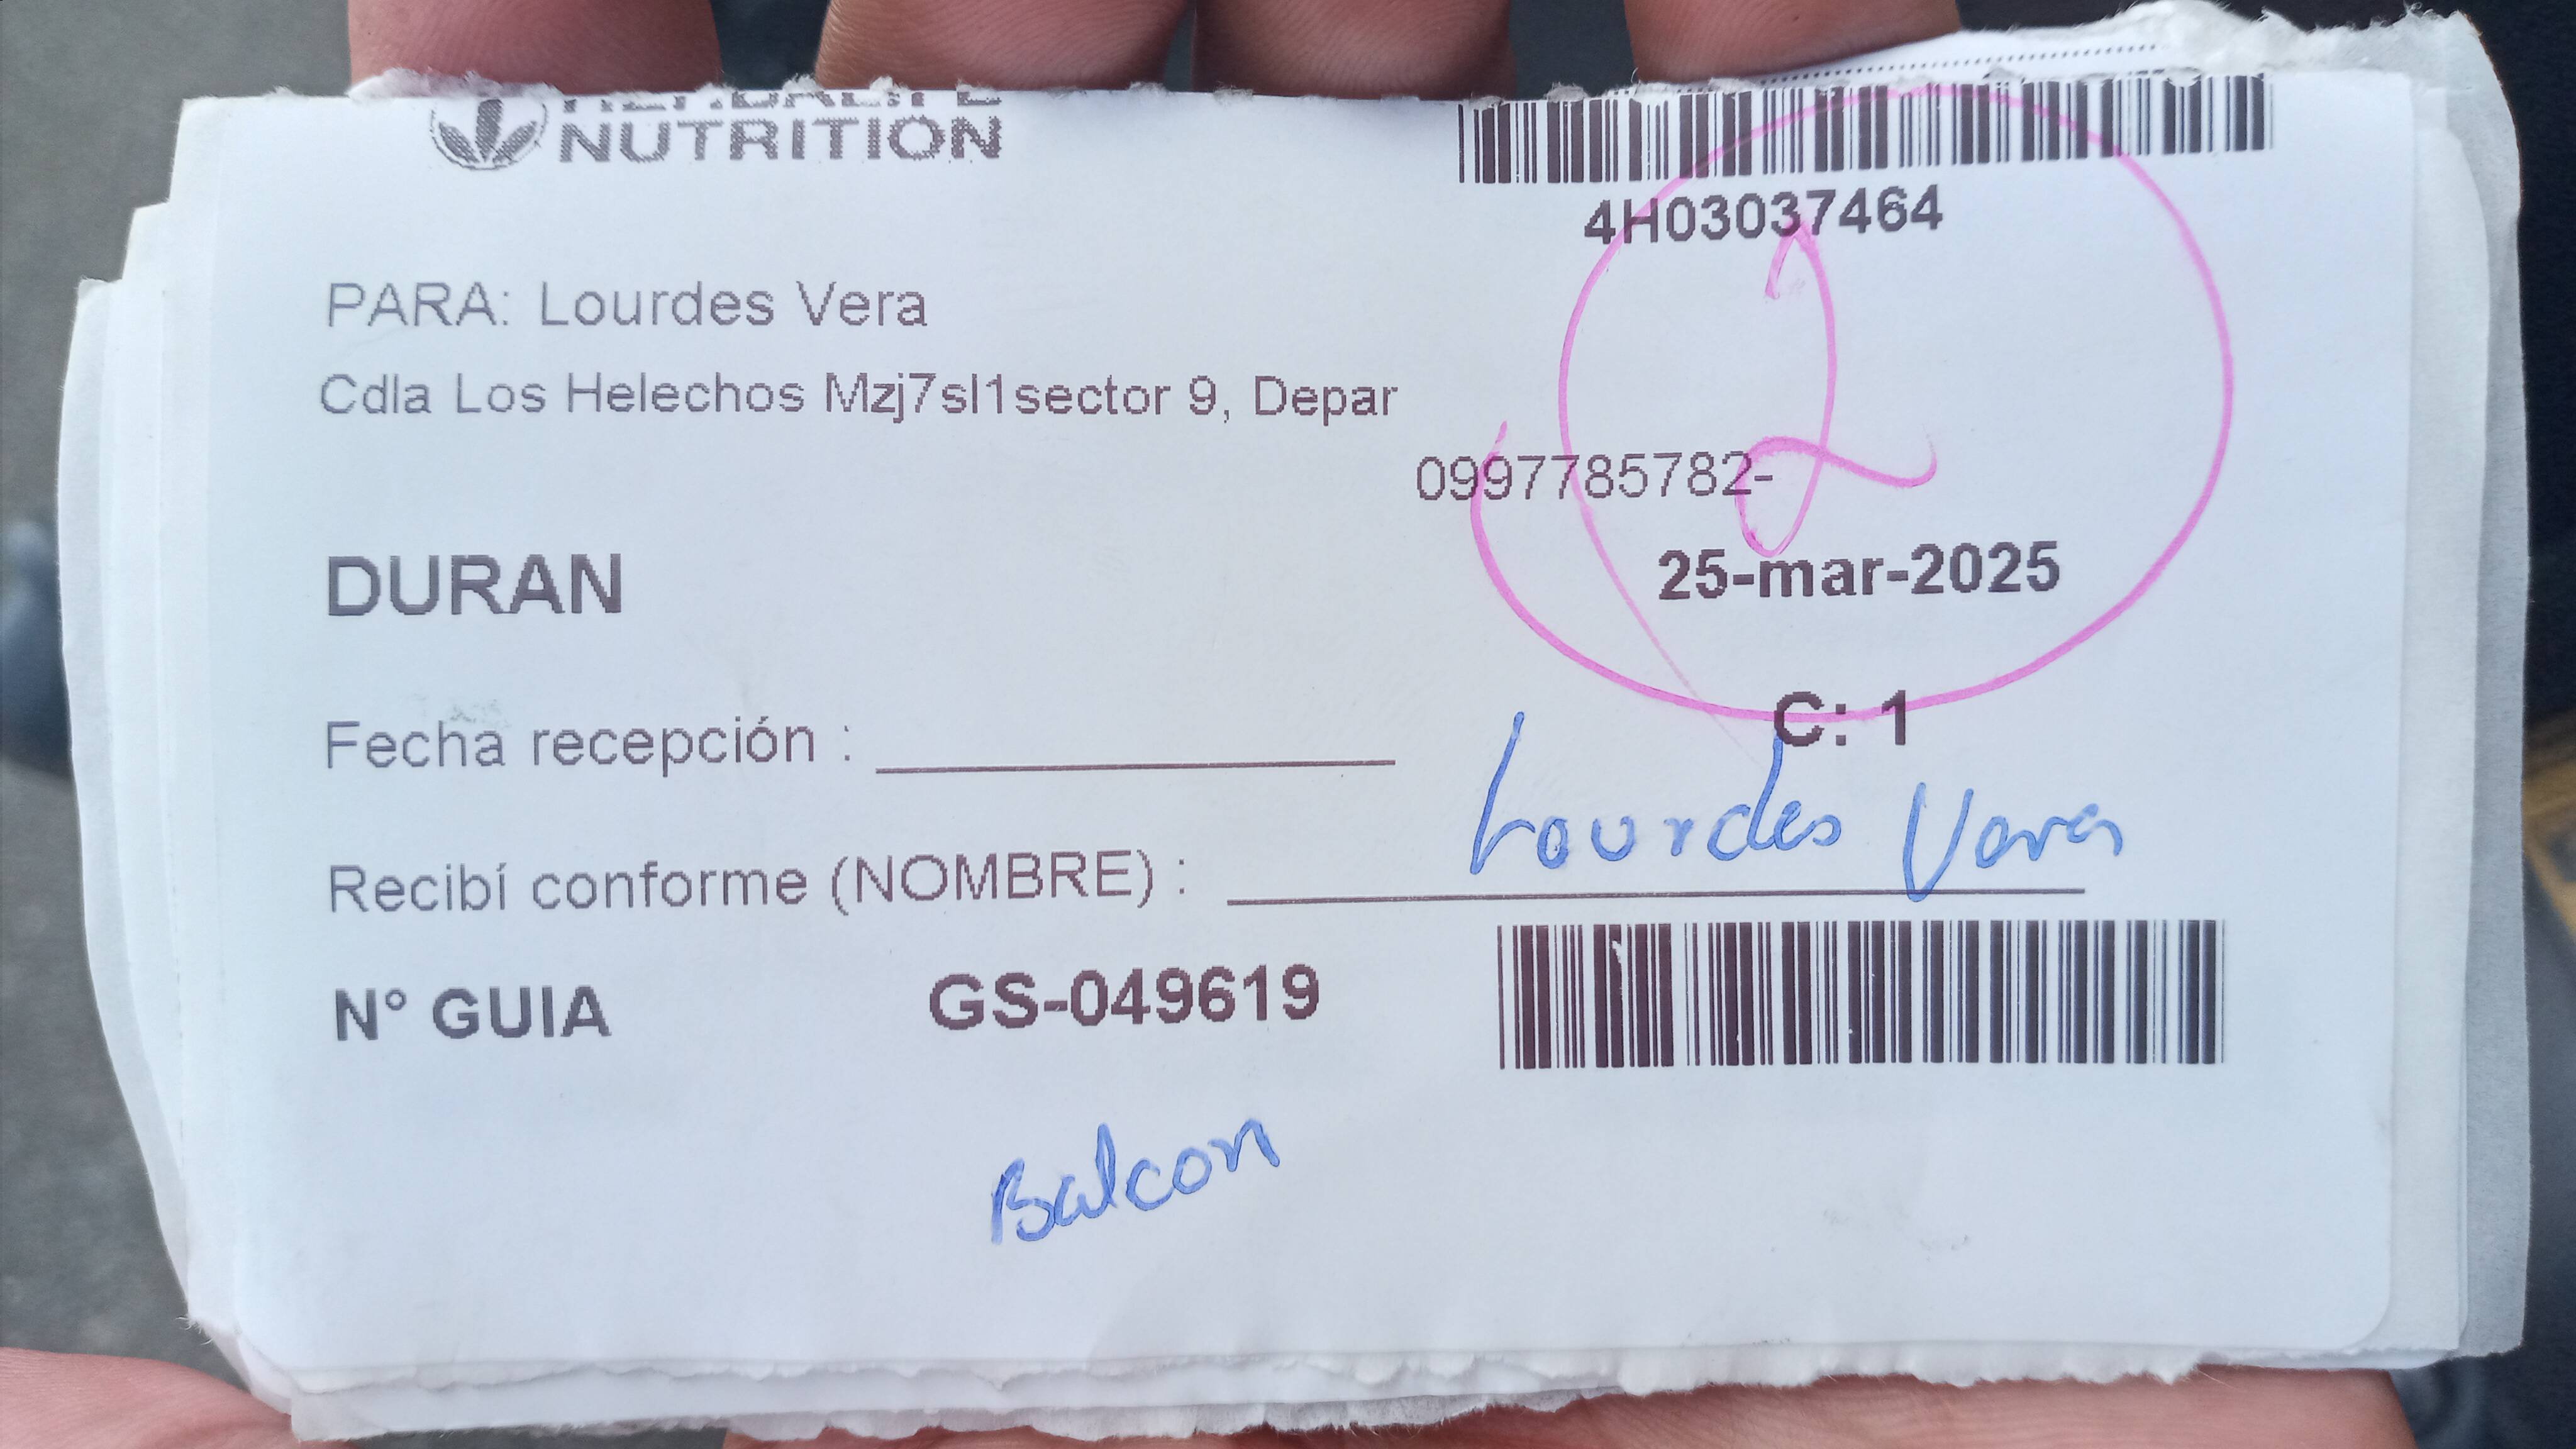 NUTRITION
4H03037464
PARA: Lourdes Vera
Cdla Los Helechos Mzj7sl1sector 9, Depar
0997785782-
2
DURAN
25-mar-2025
C: 1
Fecha recepción :
Recibí conforme (NOMBRE) : Lourdes Vera
N° GUIA GS-049619
Balcon